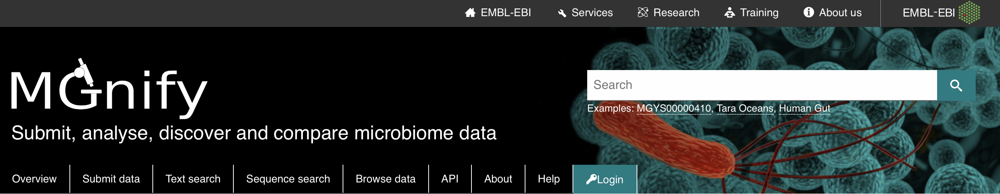 EMBL-EBI Services Research Training About us EMBL-EBI
MGnify
Search
Examples: MGYS00000410, Tara Oceans, Human Gut
Submit, analyse, discover and compare microbiome data
Overview Submit data Text search Sequence search Browse data API About Help Login